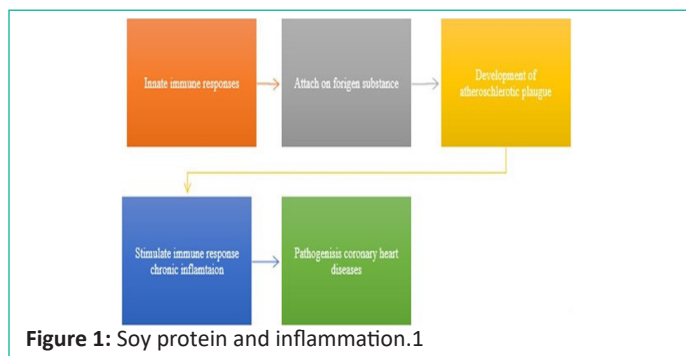 Innate immune responses
Attach on forigen substance
Development of
atheroschlerotic plaugue
Stimulate immune response
chronic inflamtaion
Pathogenisis coronary heart
diseases
Figure 1: Soy protein and inflammation.1